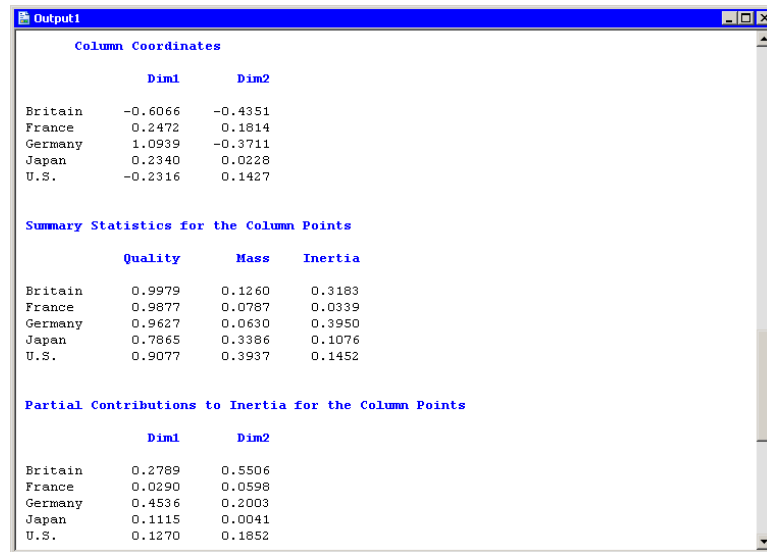 Output1
Column Coordinates
Dim1 Dim2
Britain -0.6066 -0.4351
France 0.2472 0.1814
Germany 1.0939 -0.3711
Japan 0.2340 0.0228
U.S. -0.2316 0.1427
Summary Statistics for the Column Points
Quality Mass Inertia
Britain 0.9979 0.1260 0.3183
France 0.9877 0.0787 0.0339
Germany 0.9627 0.0630 0.3950
Japan 0.7865 0.3386 0.1076
U.S. 0.9077 0.3937 0.1452
Partial Contributions to Inertia for the Column Points
Dim1 Dim2
Britain 0.2789 0.5506
France 0.0290 0.0598
Germany 0.4536 0.2003
Japan 0.1115 0.0041
U.S. 0.1270 0.1852